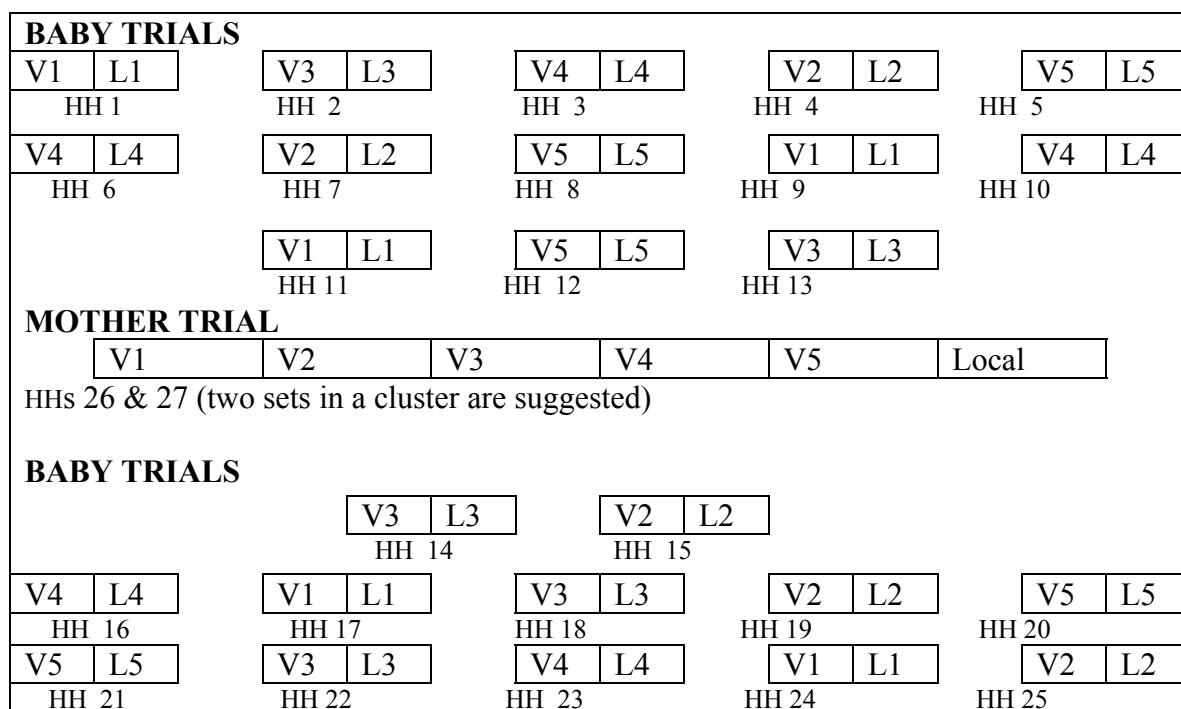 BABY TRIALS
V1 L1 V3 L3 V4 L4 V2 L2 V5 L5
HH 1 HH 2 HH 3 HH 4 HH 5
V4 L4 V2 L2 V5 L5 V1 L1 V4 L4
HH 6 HH 7 HH 8 HH 9 HH 10
V1 L1 V5 L5 V3 L3
HH 11 HH 12 HH 13
MOTHER TRIAL
V1 V2 V3 V4 V5 Local
HHs 26 & 27 (two sets in a cluster are suggested)
BABY TRIALS
V3 L3 V2 L2
HH 14 HH 15
V4 L4 V1 L1 V3 L3 V2 L2 V5 L5
HH 16 HH 17 HH 18 HH 19 HH 20
V5 L5 V3 L3 V4 L4 V1 L1 V2 L2
HH 21 HH 22 HH 23 HH 24 HH 25